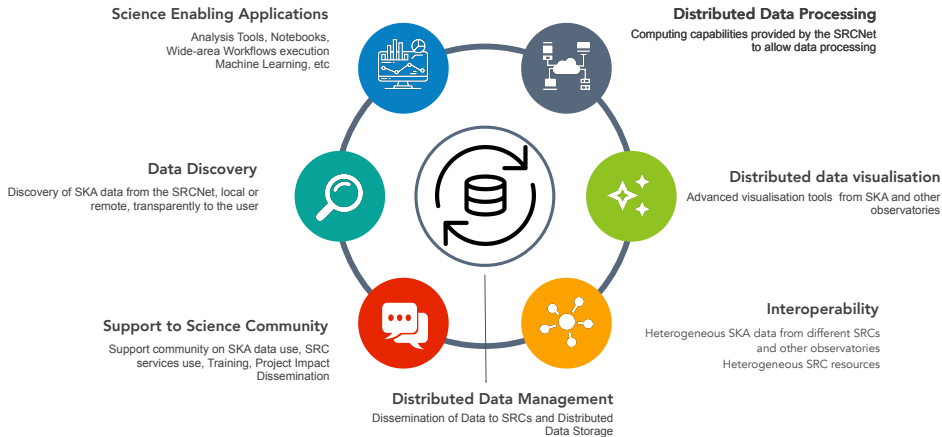 Science Enabling Applications
Analysis Tools, Notebooks,
Wide-area Workflows execution
Machine Learning, etc
Distributed Data Processing
Computing capabilities provided by the SRCNet
to allow data processing
Data Discovery
Discovery of SKA data from the SRCNet, local or
remote, transparently to the user
Distributed data visualisation
Advanced visualisation tools from SKA and other
observatories
Support to Science Community
Support community on SKA data use, SRC
services use, Training, Project Impact
Dissemination
Interoperability
Heterogeneous SKA data from different SRCs
and other observatories
Heterogeneous SRC resources
Distributed Data Management
Dissemination of Data to SRCs and Distributed
Data Storage